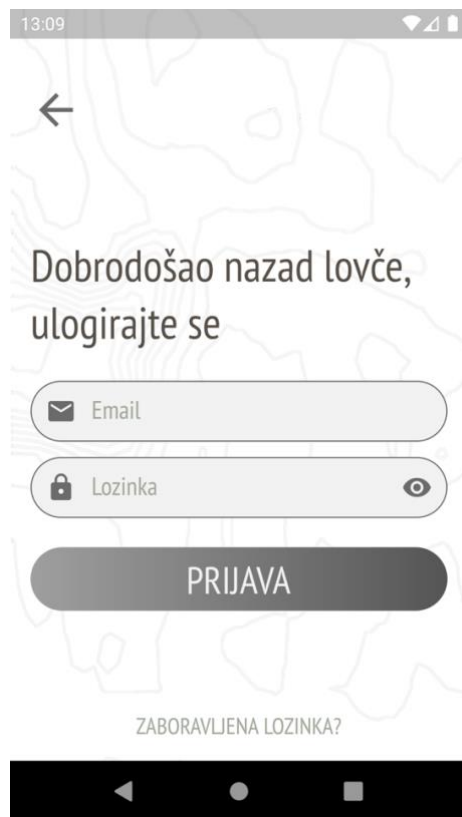 13:09
Dobrodošao nazad lovče,
ulogirajte se
Email
Lozinka
PRIJAVA
ZABORAVLJENA LOZINKA?